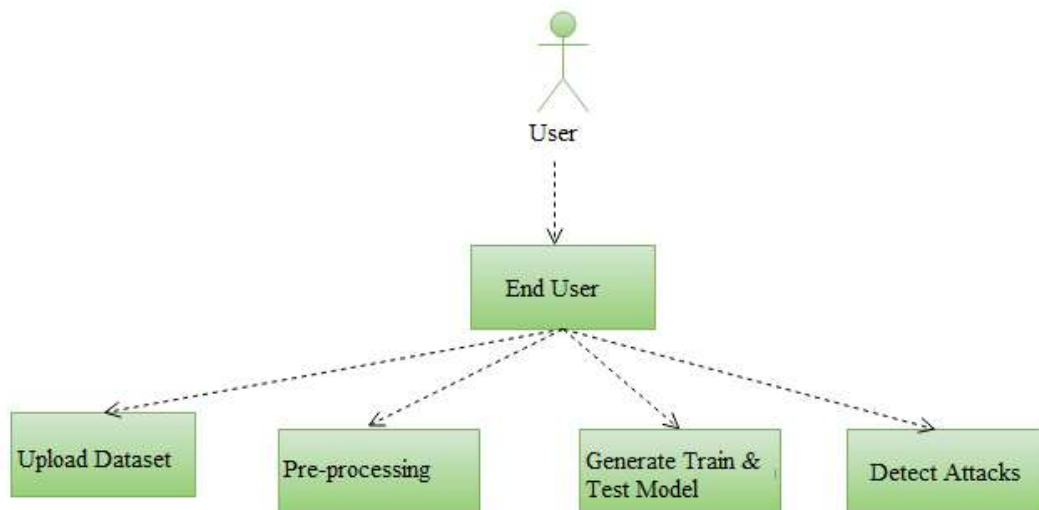 User
End User
Upload Dataset
Pre-processing
Generate Train &
Test Model
Detect Attacks